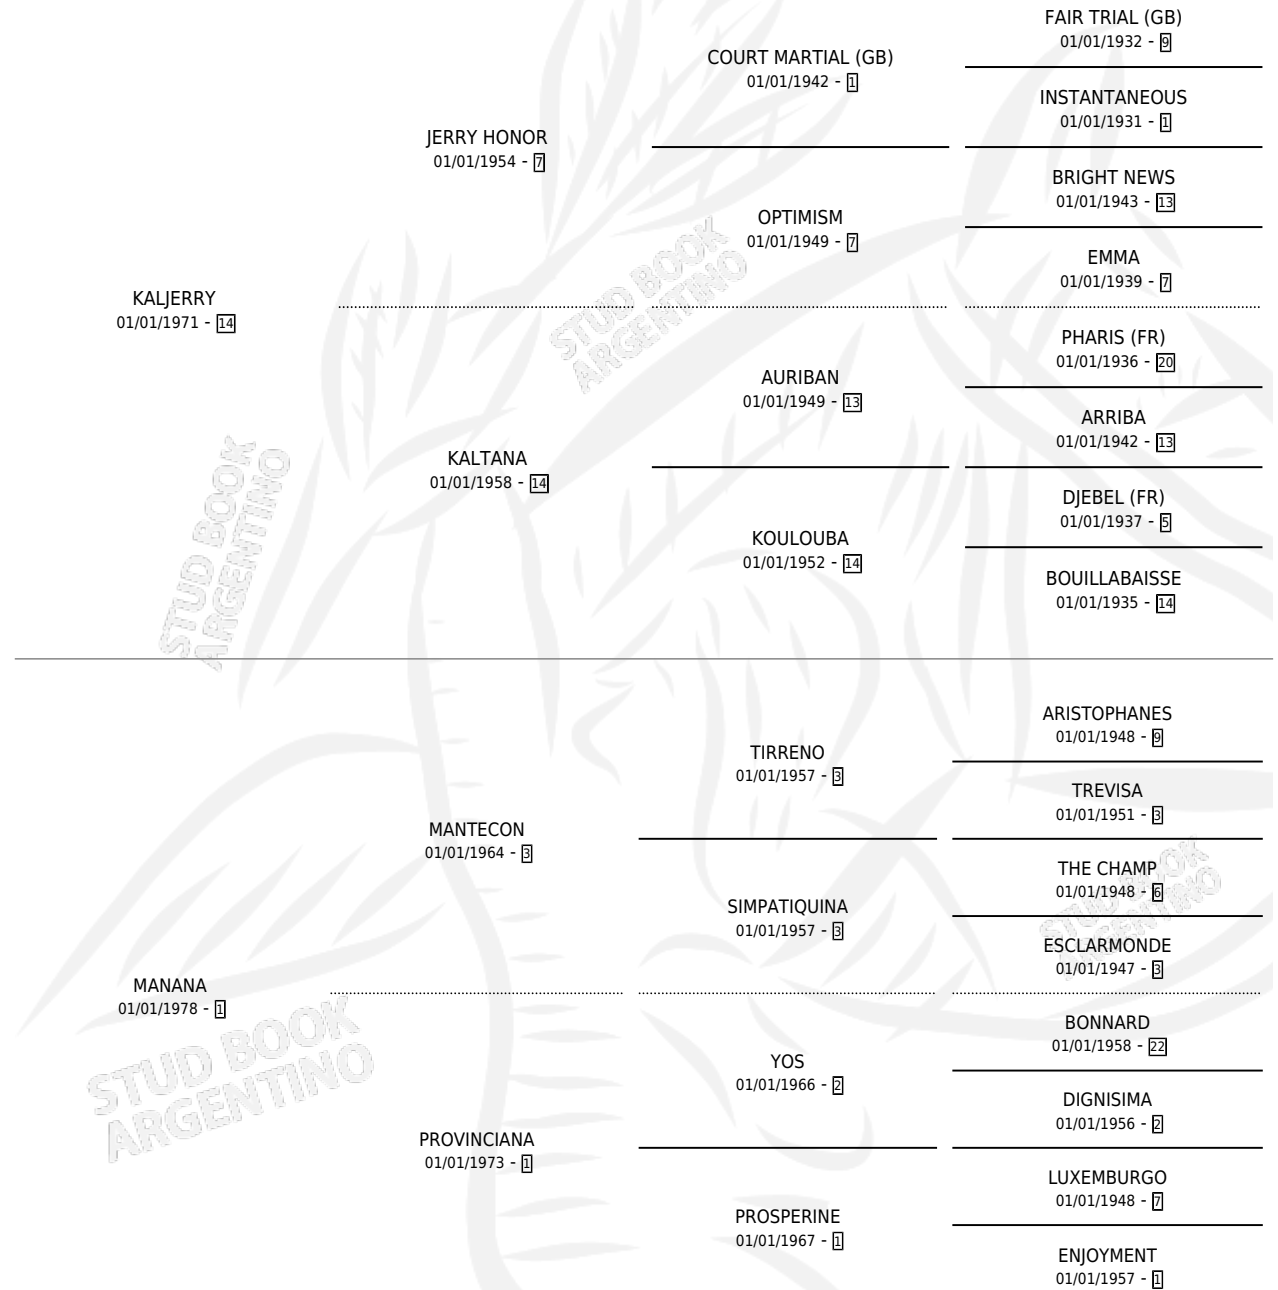 FAIR TRIAL (GB)
01/01/1932 - 9
COURT MARTIAL (GB)
01/01/1942 - 1
INSTANTANEOUS
01/01/1931 - 1
JERRY HONOR
01/01/1954 - 7
BRIGHT NEWS
01/01/1943 - 13
OPTIMISM
01/01/1949 - 7
EMMA
01/01/1939 - 7
KALJERRY
01/01/1971 - 14
PHARIS (FR)
01/01/1936 - 20
AURIBAN
01/01/1949 - 13
ARRIBA
01/01/1942 - 13
KALTANA
01/01/1958 - 14
DJEBEL (FR)
01/01/1937 - 5
KOULOUBA
01/01/1952 - 14
BOUILLABAISSE
01/01/1935 - 14
ARISTOPHANES
01/01/1948 - 9
TIRRENO
01/01/1957 - 3
TREVISA
01/01/1951 - 3
MANTECON
01/01/1964 - 3
THE CHAMP
01/01/1948 - 6
SIMPATIQUINA
01/01/1957 - 3
ESCLARMONDE
01/01/1947 - 3
MANANA
01/01/1978 - 1
BONNARD
01/01/1958 - 22
YOS
01/01/1966 - 2
DIGNISIMA
01/01/1956 - 2
PROVINCIANA
01/01/1973 - 1
LUXEMBURGO
01/01/1948 - 7
PROSPERINE
01/01/1967 - 1
ENJOYMENT
01/01/1957 - 1
STUD BOOK
ARGENTINO
STUD BOOK
ARGENTINO
STUD BOOK
ARGENTINO
STUD BOOK
ARGENTINO